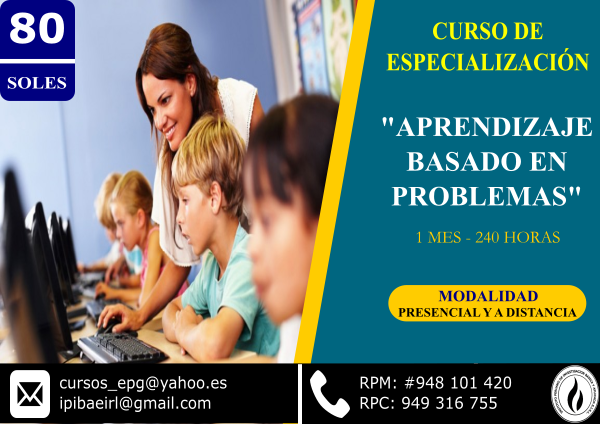 80
SOLES
CURSO DE
ESPECIALIZACIÓN
"APRENDIZAJE
BASADO EN
PROBLEMAS"
1 MES - 240 HORAS
MODALIDAD
PRESENCIAL Y A DISTANCIA
cursos_epg@yahoo.es
ipibaeirl@gmail.com
RPM: #948 101 420
RPC: 949 316 755